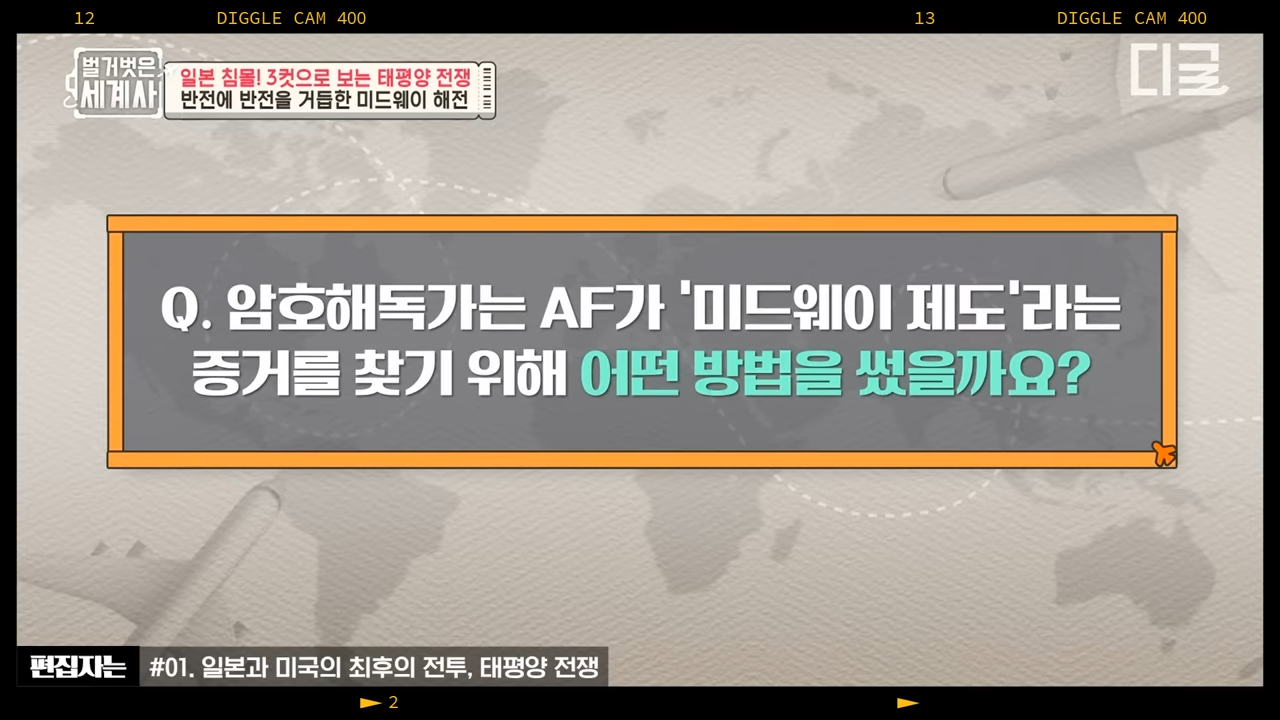 12 DIGGLE CAM 400 13 DIGGLE CAM 400
벌거벗은
세계사
일본 침몰! 3컷으로 보는 태평양 전쟁
반전에 반전을 거듭한 미드웨이 해전
디글
Q. 암호해독가는 AF가 '미드웨이 제도'라는
증거를 찾기 위해 어떤 방법을 썼을까요?
편집자는 #01. 일본과 미국의 최후의 전투, 태평양 전쟁
2